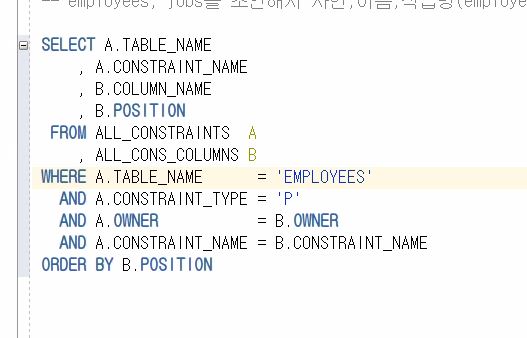 -- employees, jobs를 조인해서 사번,이름,직업명(employe
SELECT A.TABLE_NAME
, A.CONSTRAINT_NAME
, B.COLUMN_NAME
, B.POSITION
FROM ALL_CONSTRAINTS A
, ALL_CONS_COLUMNS B
WHERE A.TABLE_NAME = 'EMPLOYEES'
AND A.CONSTRAINT_TYPE = 'P'
AND A.OWNER = B.OWNER
AND A.CONSTRAINT_NAME = B.CONSTRAINT_NAME
ORDER BY B.POSITION